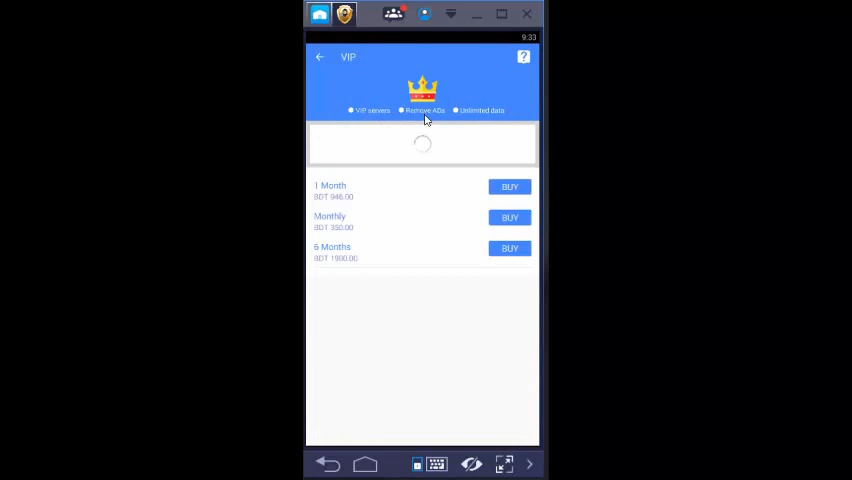 9:33
VIP
VIP servers Remove ADs Unlimited data
1 Month
BDT 946.00
BUY
Monthly
BDT 350.00
BUY
6 Months
BDT 1900.00
BUY